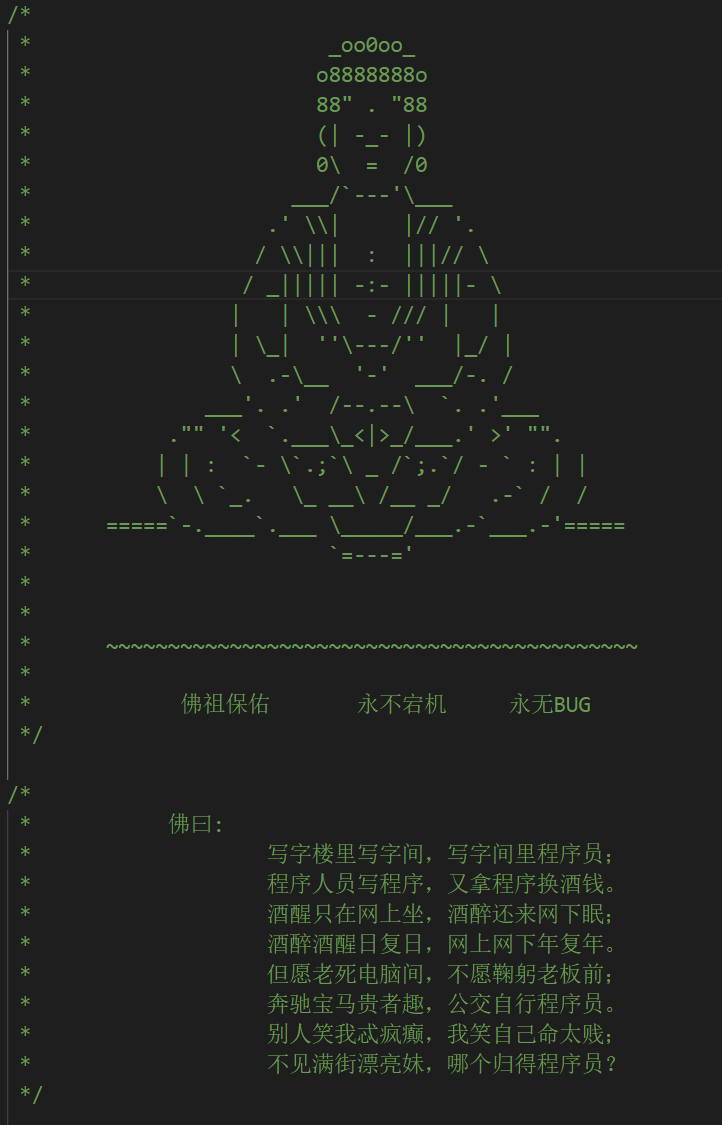 /*
 *                        _oo0oo_
 *                       o8888888o
 *                       88" . "88
 *                       (| -_- |)
 *                       0\  =  /0
 *                     ___/`---'\___
 *                   .' \\|     |// '.
 *                  / \\|||  :  |||// \
 *                 / _||||| -:- |||||- \
 *                |   | \\\  - /// |   |
 *                | \_|  ''\---/''  |_/ |
 *                \  .-\__  '-'  ___/-. /
 *              ___'. .'  /--.--\  `. .'___
 *           ."" '<  `.___\_<|>_/___.' >' "".
 *          | | :  `- \`.;`\ _ /`;.`/ - ` : | |
 *          \  \ `_.   \_ __\ /__ _/   .-` /  /
 *      =====`-.____`.___ \_____/___.-`___.-'=====
 *                        `=---='
 *
 *
 *      ~~~~~~~~~~~~~~~~~~~~~~~~~~~~~~~~~~~~~~~~~~~
 *
 *            佛祖保佑       永不宕机     永无BUG
 */
/*
 *           佛曰:
 *                   写字楼里写字间，写字间里程序员；
 *                   程序人员写程序，又拿程序换酒钱。
 *                   酒醒只在网上坐，酒醉还来网下眠；
 *                   酒醉酒醒日复日，网上网下年复年。
 *                   但愿老死电脑间，不愿鞠躬老板前；
 *                   奔驰宝马贵者趣，公交自行程序员。
 *                   别人笑我忒疯癫，我笑自己命太贱；
 *                   不见满街漂亮妹，哪个归得程序员？
 */